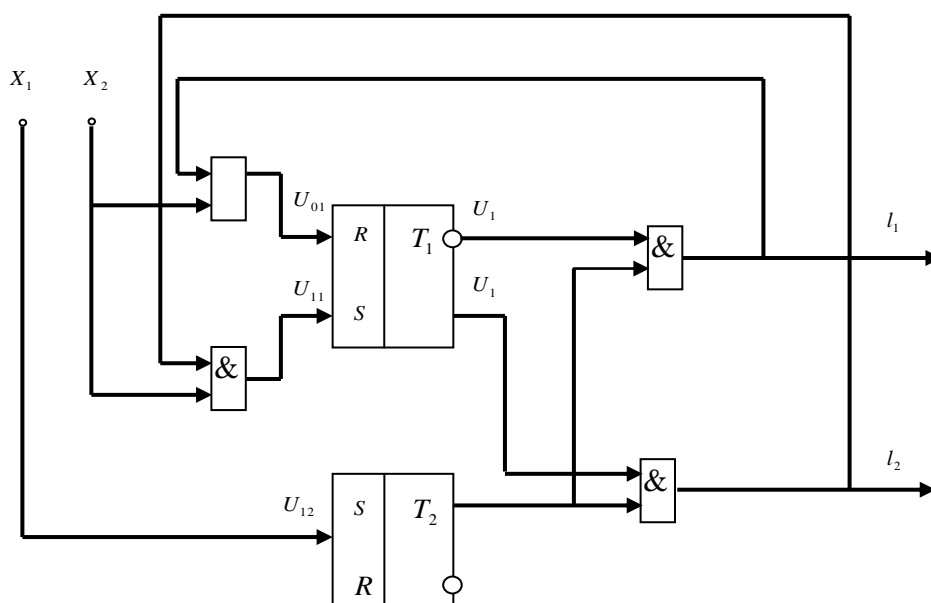 X₁
X₂
U₀₁
R
T₁
U₁
&
l₁
U₁₁
S
U₁
&
&
l₂
U₁₂
S
T₂
R